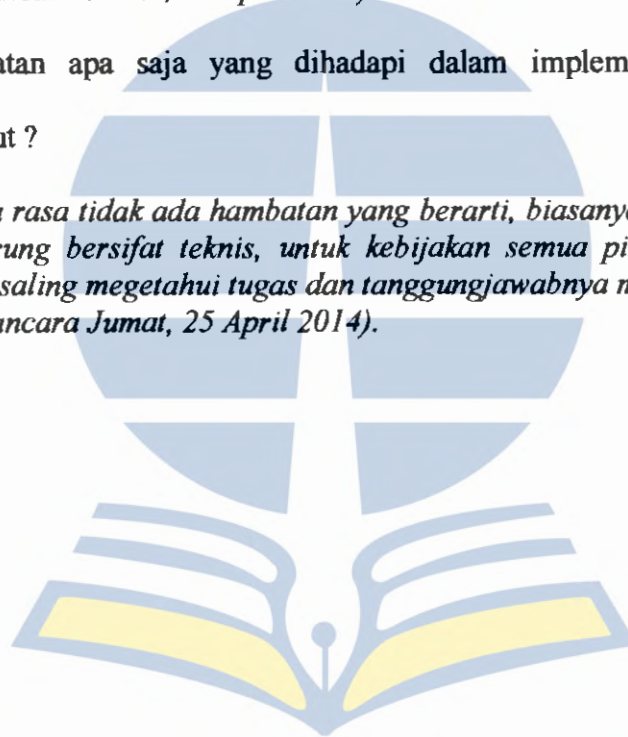 atan apa saja yang dihadapi dalam implem
ut ?
rasa tidak ada hambatan yang berarti, biasanya
rung bersifat teknis, untuk kebijakan semua pi
saling megetahui tugas dan tanggungjawabnya
ancara Jumat, 25 April 2014).